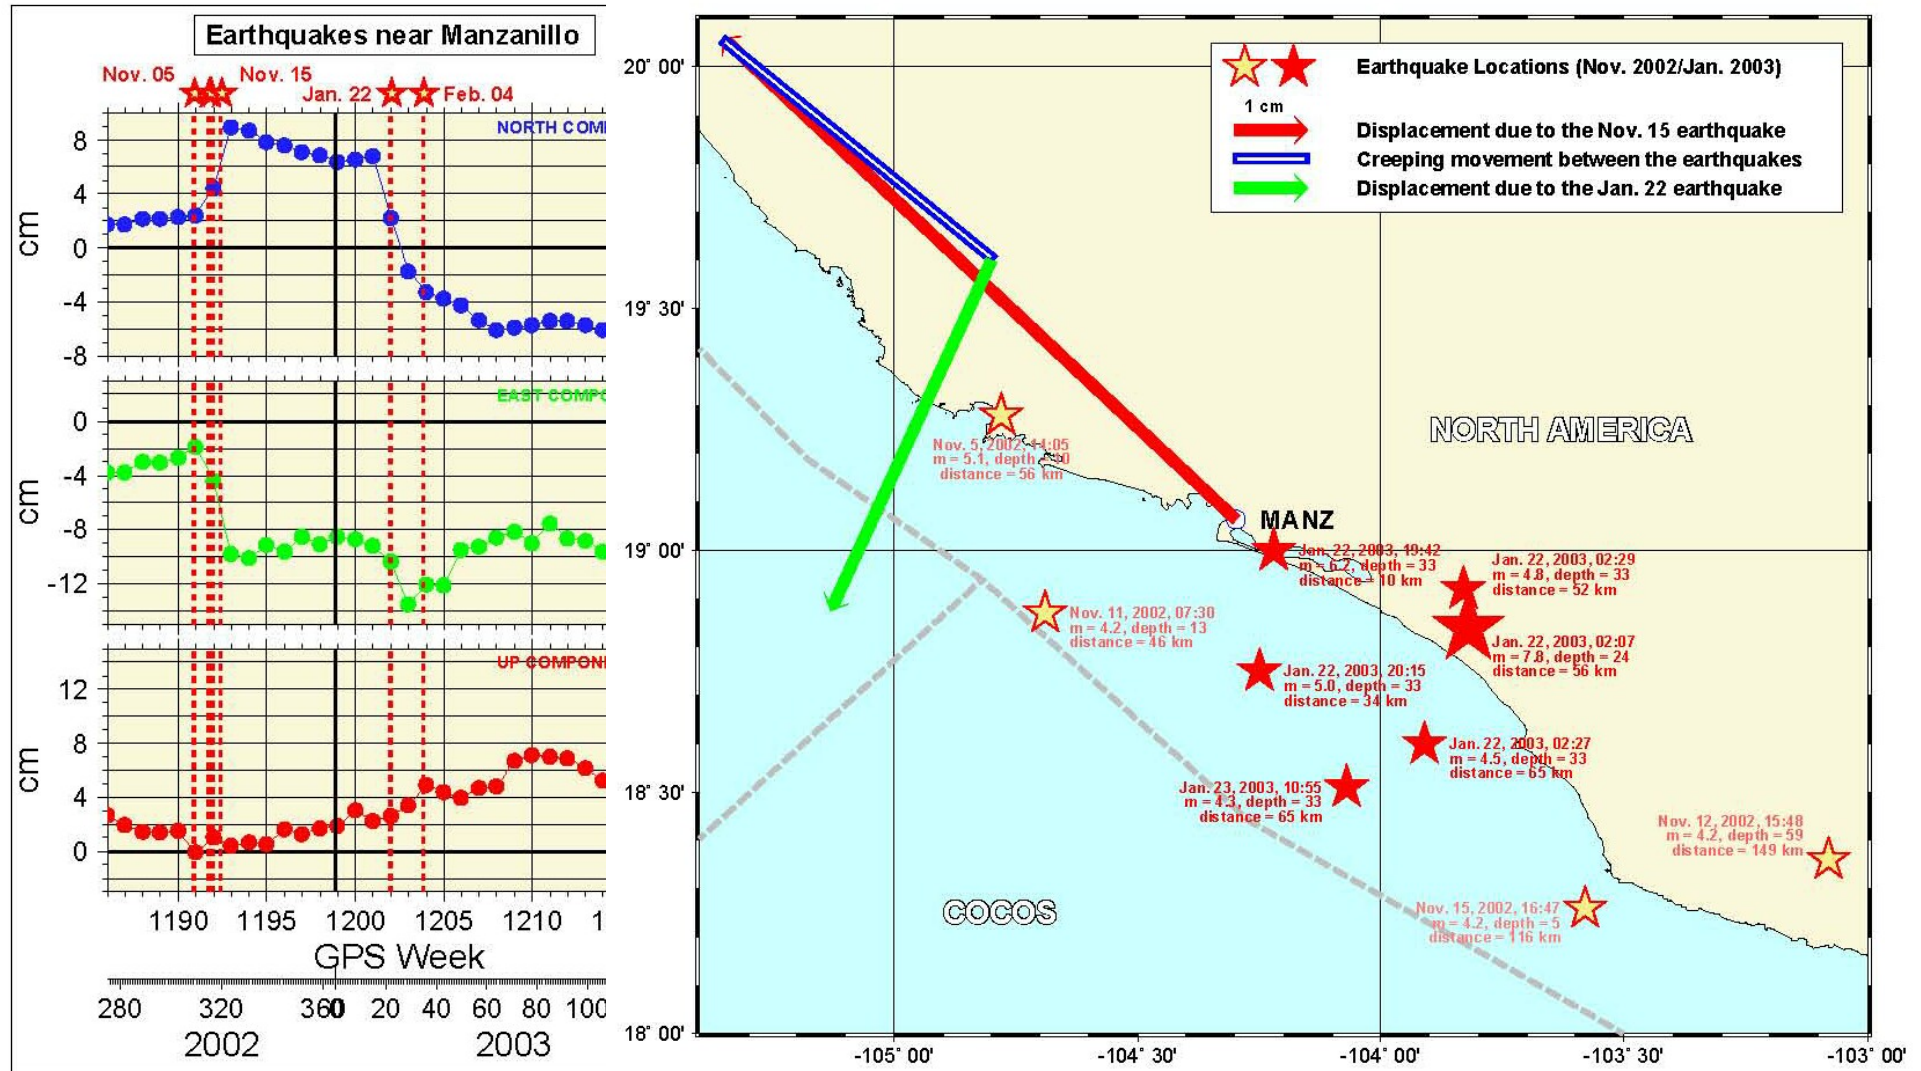 Earthquakes near Manzanillo
Nov. 05
Nov. 15
Jan. 22
Feb. 04
NORTH COM
8
4
0
-4
-8
cm
EAST COMP
0
-4
-8
-12
cm
UP COMPON
12
8
4
0
cm
1190 1195 1200 1205 1210 1
GPS Week
280 320 360 0 20 40 60 80 100
2002 2003
Earthquake Locations (Nov. 2002/Jan. 2003)
1 cm
Displacement due to the Nov. 15 earthquake
Creeping movement between the earthquakes
Displacement due to the Jan. 22 earthquake
20° 00'
19° 30'
19° 00'
18° 30'
18° 00'
-105° 00' -104° 30' -104° 00' -103° 30' -103° 00'
NORTH AMERICA
COCOS
MANZ
Nov. 5, 2002, 14:05
m = 5.1, depth = 10
distance = 56 km
Jan. 22, 2003, 19:42
m = 6.2, depth = 33
distance = 10 km
Jan. 22, 2003, 02:29
m = 4.8, depth = 33
distance = 52 km
Nov. 11, 2002, 07:30
m = 4.2, depth = 13
distance = 46 km
Jan. 22, 2003, 02:07
m = 7.8, depth = 24
distance = 56 km
Jan. 22, 2003, 20:15
m = 5.0, depth = 33
distance = 34 km
Jan. 22, 2003, 02:27
m = 4.5, depth = 33
distance = 65 km
Jan. 23, 2003, 10:55
m = 4.3, depth = 33
distance = 65 km
Nov. 12, 2002, 15:48
m = 4.2, depth = 59
distance = 149 km
Nov. 15, 2002, 16:47
m = 4.2, depth = 5
distance = 116 km